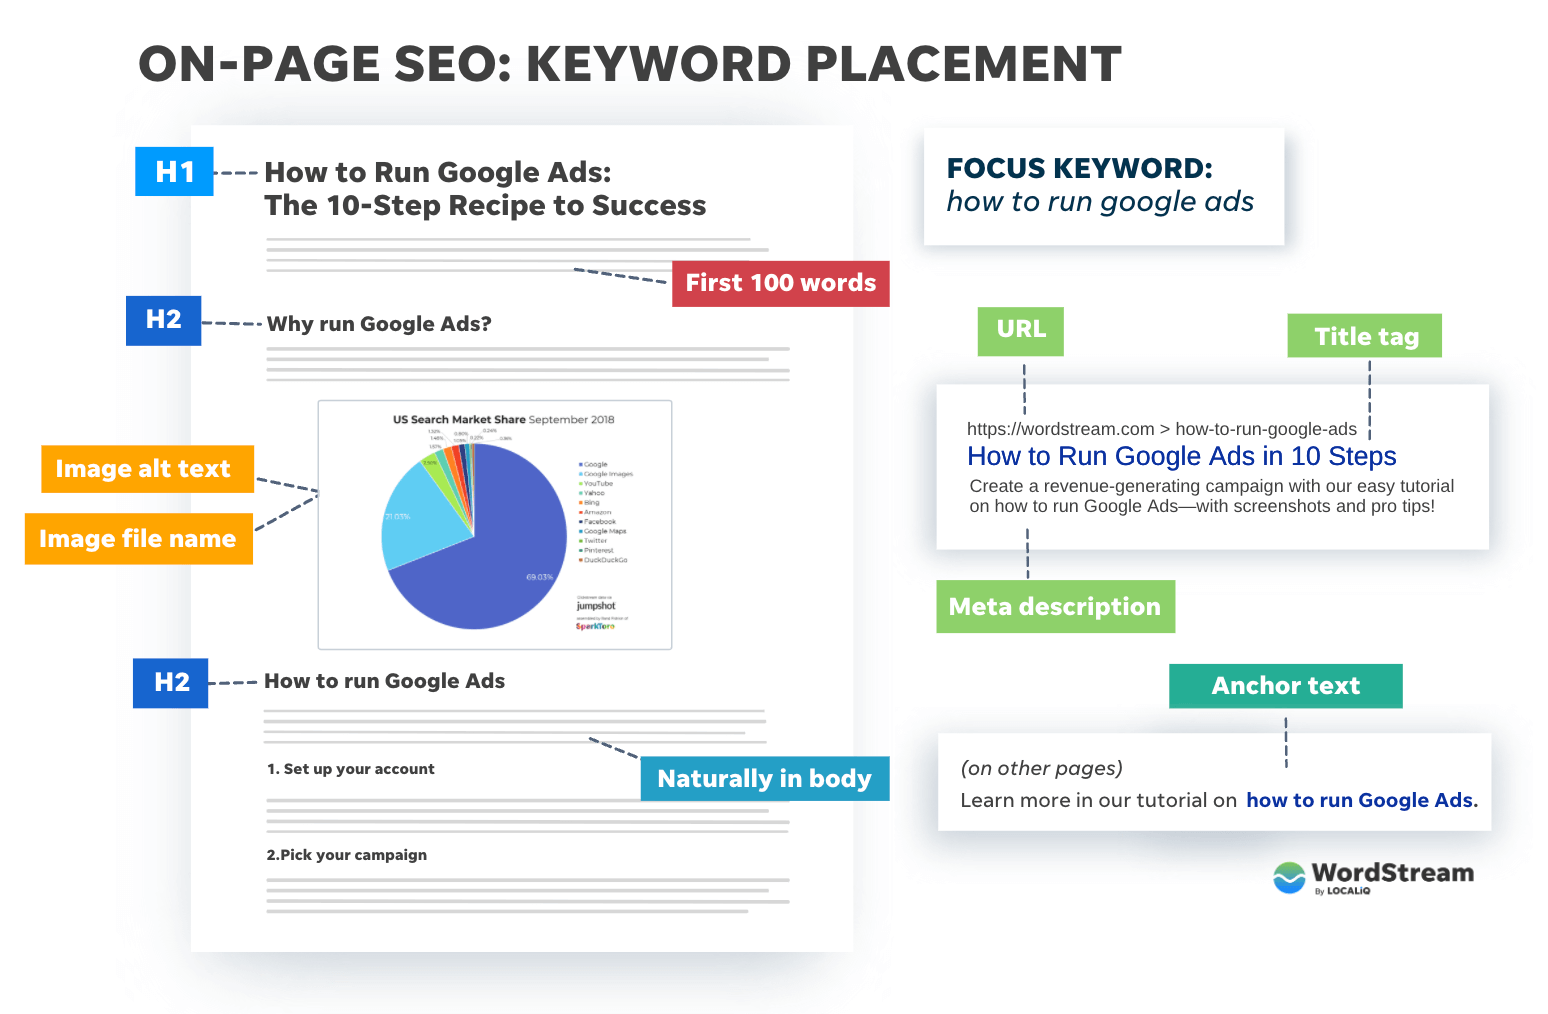 ON-PAGE SEO: KEYWORD PLACEMENT
H1
How to Run Google Ads:
The 10-Step Recipe to Success
First 100 words
H2
Why run Google Ads?
Image alt text
Image file name
US Search Market Share September 2018
21.03%
69.03%
Google
Google Images
YouTube
Yahoo
Bing
Amazon
Facebook
Google Maps
Twitter
Pinterest
DuckDuckGo
jumpshot
SparkToro
H2
How to run Google Ads
Naturally in body
1. Set up your account
2.Pick your campaign
FOCUS KEYWORD:
how to run google ads
URL
Title tag
https://wordstream.com > how-to-run-google-ads
How to Run Google Ads in 10 Steps
Create a revenue-generating campaign with our easy tutorial
on how to run Google Ads—with screenshots and pro tips!
Meta description
Anchor text
(on other pages)
Learn more in our tutorial on how to run Google Ads.
WordStream
By LOCALiQ